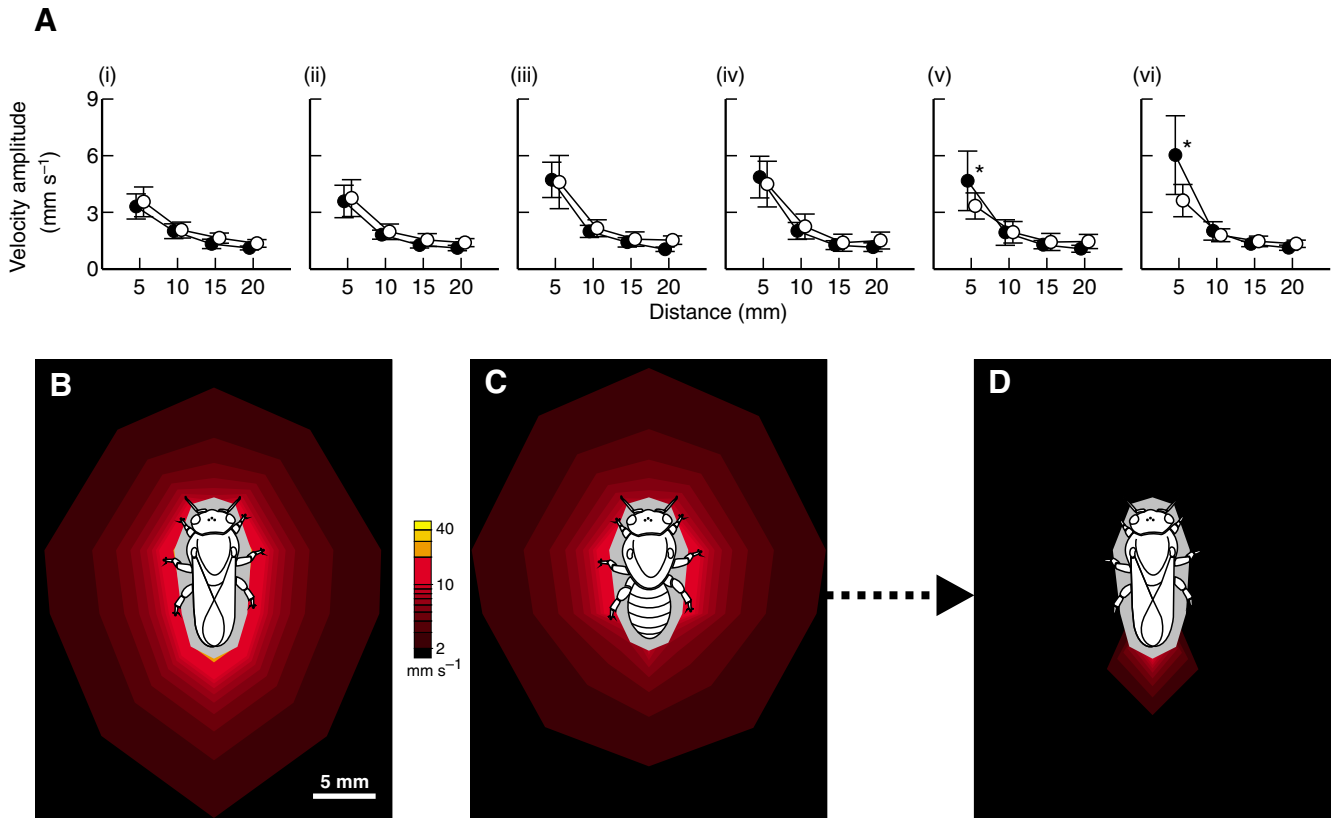 A
(i) (ii) (iii) (iv) (v) (vi)
Velocity amplitude
(mm s⁻¹)
9
6
3
0
* *
5 10 15 20 5 10 15 20 5 10 15 20 5 10 15 20 5 10 15 20 5 10 15 20
Distance (mm)
B C D
40
10
2
mm s⁻¹
5 mm